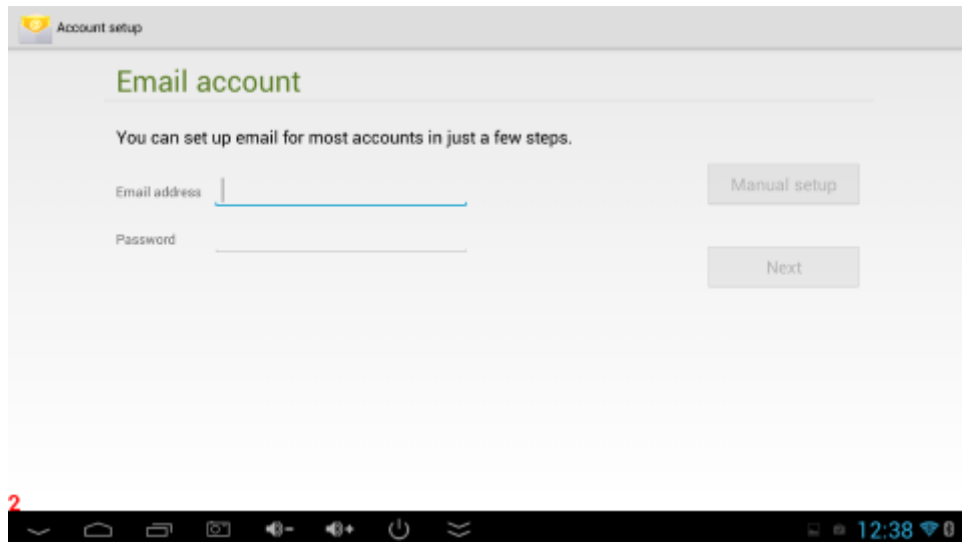 Account setup
Email account
You can set up email for most accounts in just a few steps.
Email address
Manual setup
Password
Next
2
12:38